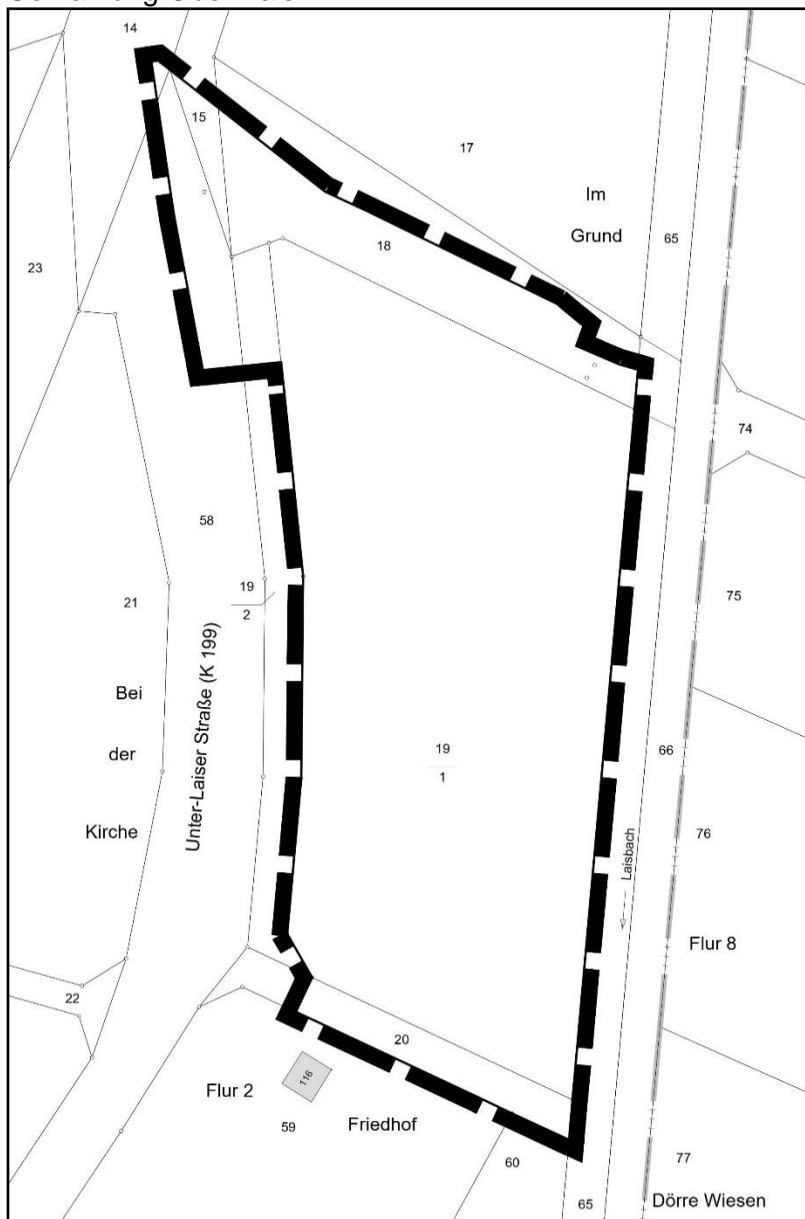 14
15
17
Im
Grund
65
18
23
74
58
21
19
2
75
Bei
der
Kirche
Unter-Laiser Straße (K 199)
19
1
66
76
Laisbach
Flur 8
22
20
116
Flur 2
Friedhof
59
60
77
65
Dörre Wiesen